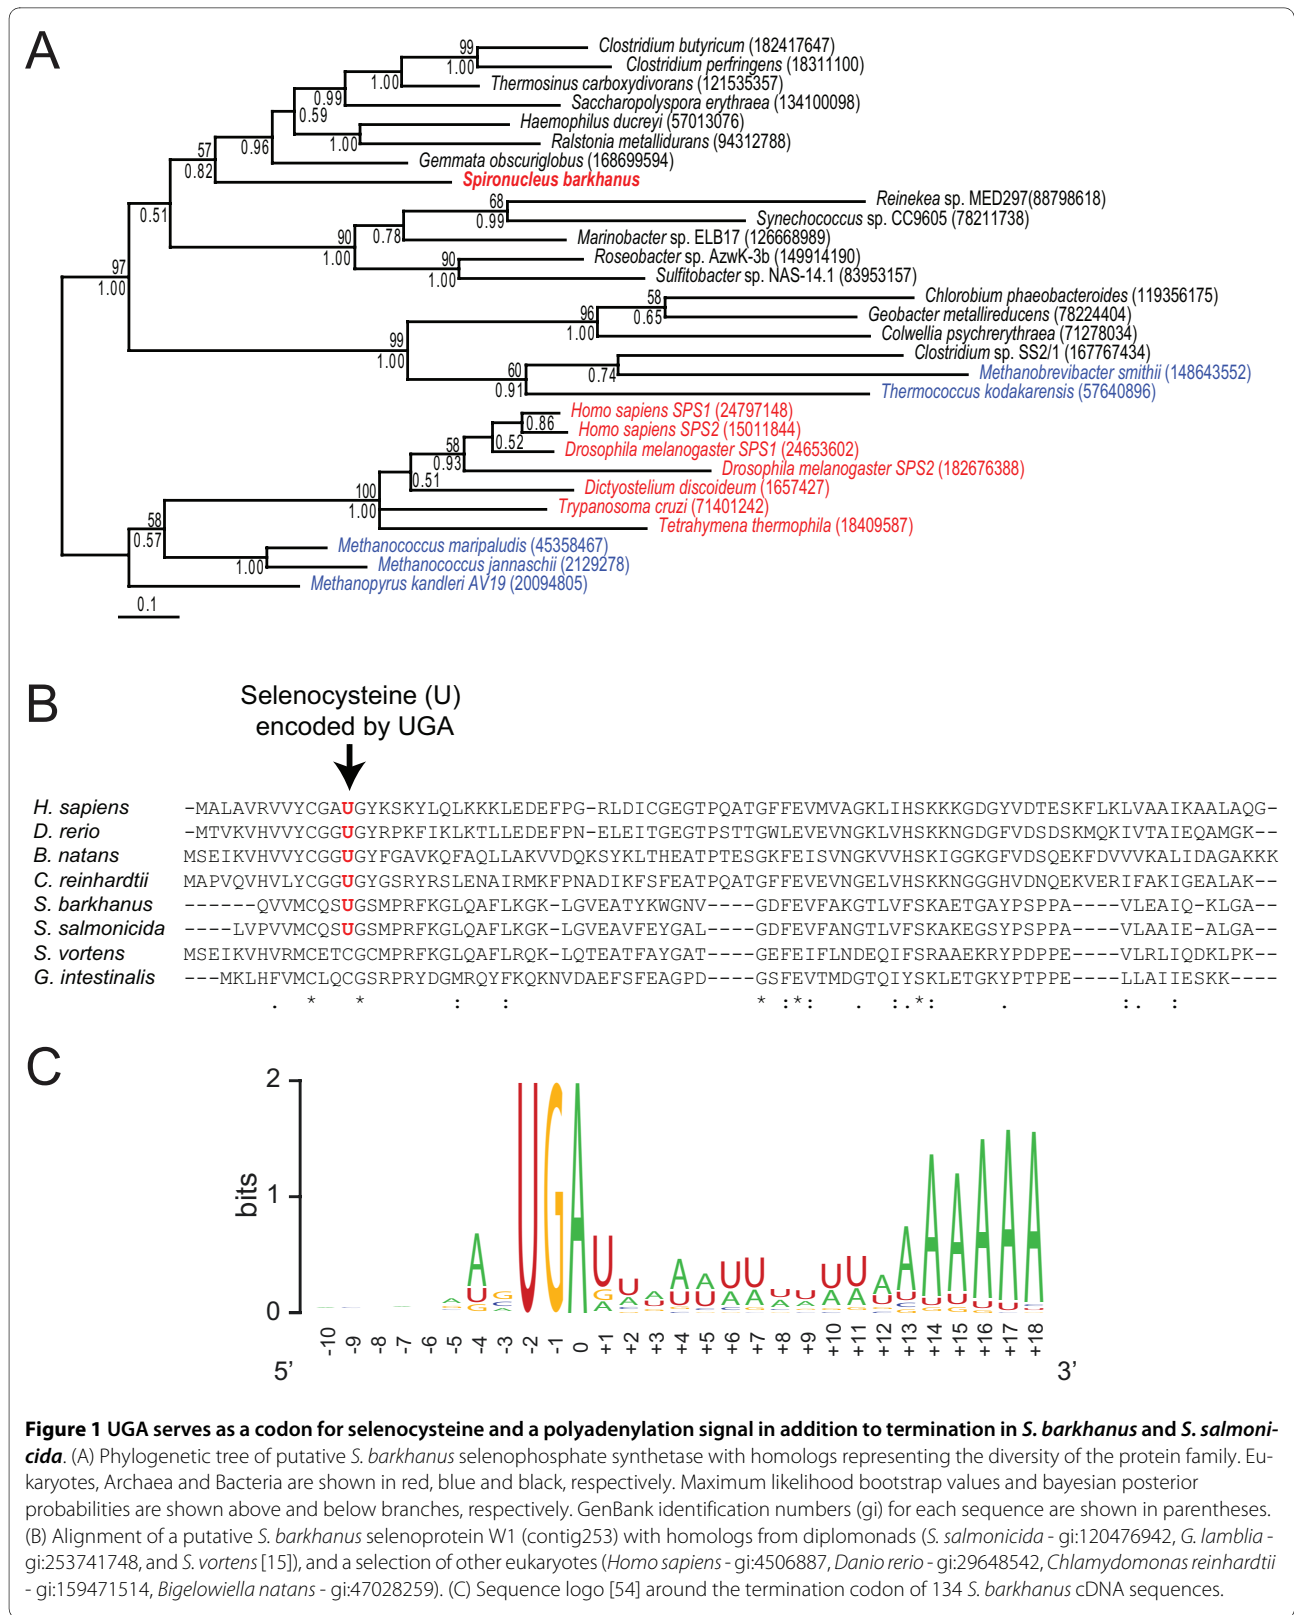 A
99
Clostridium butyricum (182417647)
1.00
Clostridium perfringens (18311100)
1.00
Thermosinus carboxydivorans (121535357)
0.99
Saccharopolyspora erythraea (134100098)
0.59
Haemophilus ducreyi (57013076)
0.96
1.00
Ralstonia metallidurans (94312788)
57
Gemmata obscuriglobus (168699594)
0.82
Spironucleus barkhanus
0.51
68
Reinekea sp. MED297(88798618)
0.99
Synechococcus sp. CC9605 (78211738)
90
0.78
Marinobacter sp. ELB17 (126668989)
1.00
90
Roseobacter sp. AzwK-3b (149914190)
1.00
Sulfitobacter sp. NAS-14.1 (83953157)
97
1.00
58
Chlorobium phaeobacteroides (119356175)
96
0.65
Geobacter metallireducens (78224404)
1.00
Colwellia psychrerythraea (71278034)
99
1.00
Clostridium sp. SS2/1 (167767434)
60
0.74
Methanobrevibacter smithii (148643552)
0.91
Thermococcus kodakarensis (57640896)
Homo sapiens SPS1 (24797148)
0.86
Homo sapiens SPS2 (15011844)
58
0.52
Drosophila melanogaster SPS1 (24653602)
0.93
Drosophila melanogaster SPS2 (182676388)
0.51
Dictyostelium discoideum (1657427)
100
1.00
Trypanosoma cruzi (71401242)
Tetrahymena thermophila (18409587)
58
0.57
Methanococcus maripaludis (45358467)
1.00
Methanococcus jannaschii (2129278)
Methanopyrus kandleri AV19 (20094805)
0.1
B
Selenocysteine (U)
encoded by UGA
H. sapiens -MALAVRVVYCGAUGYKSKYLQLKKKLEDEFPG-RLDICGEGTPQATGFFEVMVAGKLIHSKKKGDGYVDTESKFLKLVAAIKAALAQG-
D. rerio -MTVKVHVVYCGGUGYRPKFIKLKTLLEDEFPN-ELEITGEGTPSTTGWLEVEVNGKLVHSKKNGDGFVDSDSKMQKIVTAIEQAMGK--
B. natans MSEIKVHVVYCGGUGYFGAVKQFAQLLAKVVDQKSYKLTHEATPTESGKFEISVNGKVVHSKIGGKGFVDSQEKFDVVVKALIDAGAKKK
C. reinhardtii MAPVQVHVLYCGGUGYGSRYRSLENAIRMKFPNADIKFSFEATPQATGFFEVEVNGELVHSKKNGGGHVDNQEKVERIFAKIGEALAK--
S. barkhanus ------QVVMCQSUGSMPRFKGLQAFLKGK-LGVEATYKWGNV----GDFEVFAKGTLVFSKAETGAYPSPPA----VLEAIQ-KLGA--
S. salmonicida ----LVPVVMCQSUGSMPRFKGLQAFLKGK-LGVEAVFEYGAL----GDFEVFANGTLVFSKAKEGSYPSPPA----VLAAIE-ALGA--
S. vortens MSEIKVHVRMCETCGCMPRFKGLQAFLRQK-LQTEATFAYGAT----GEFEIFLNDEQIFSRAAEKRYPDPPE----VLRLIQDKLPK--
G. intestinalis ---MKLHFVMCLQCGSRPRYDGMRQYFKQKNVDAEFSFEAGPD----GSFEVTMDGTQIYSKLETGKYPTPPE----LLAIIESKK----
. * * : : * :*: . :.*: . :. :
C
2
1
0
bits
UGA
-10 -9 -8 -7 -6 -5 -4 -3 -2 -1 0 +1 +2 +3 +4 +5 +6 +7 +8 +9 +10 +11 +12 +13 +14 +15 +16 +17 +18
5’ 3’
Figure 1 UGA serves as a codon for selenocysteine and a polyadenylation signal in addition to termination in S. barkhanus and S. salmoni-
cida. (A) Phylogenetic tree of putative S. barkhanus selenophosphate synthetase with homologs representing the diversity of the protein family. Eu-
karyotes, Archaea and Bacteria are shown in red, blue and black, respectively. Maximum likelihood bootstrap values and bayesian posterior
probabilities are shown above and below branches, respectively. GenBank identification numbers (gi) for each sequence are shown in parentheses.
(B) Alignment of a putative S. barkhanus selenoprotein W1 (contig253) with homologs from diplomonads (S. salmonicida - gi:120476942, G. lamblia -
gi:253741748, and S. vortens [15]), and a selection of other eukaryotes (Homo sapiens - gi:4506887, Danio rerio - gi:29648542, Chlamydomonas reinhardtii
- gi:159471514, Bigelowiella natans - gi:47028259). (C) Sequence logo [54] around the termination codon of 134 S. barkhanus cDNA sequences.